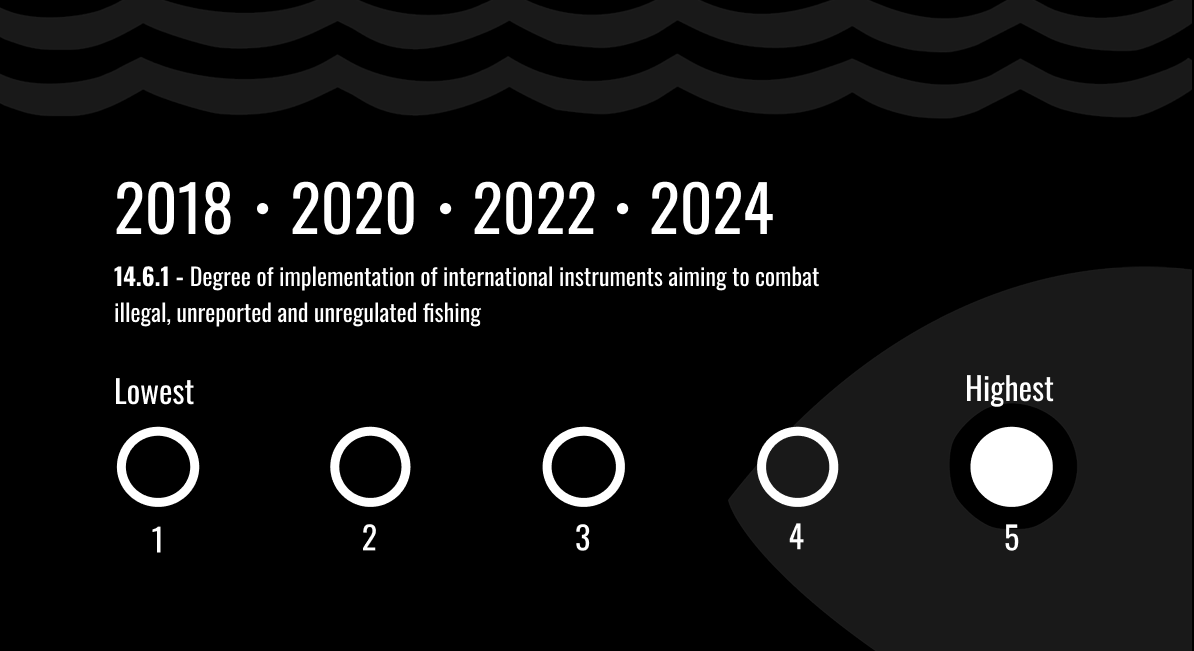 2018 • 2020 • 2022 • 2024
14.6.1 - Degree of implementation of international instruments aiming to combat
illegal, unreported and unregulated fishing
Lowest
Highest
1 2 3 4 5